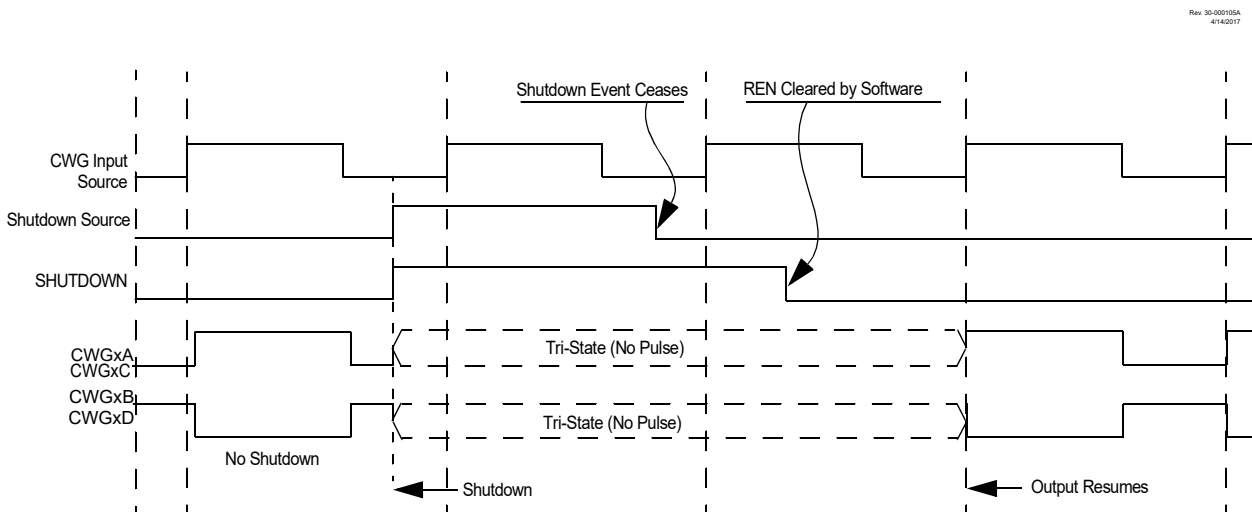 Rev. 30-000105A
4/14/2017
Shutdown Event Ceases
REN Cleared by Software
CWG Input
Source
Shutdown Source
SHUTDOWN
CWGxA
CWGxC
Tri-State (No Pulse)
CWGxB
CWGxD
Tri-State (No Pulse)
No Shutdown
Shutdown
Output Resumes